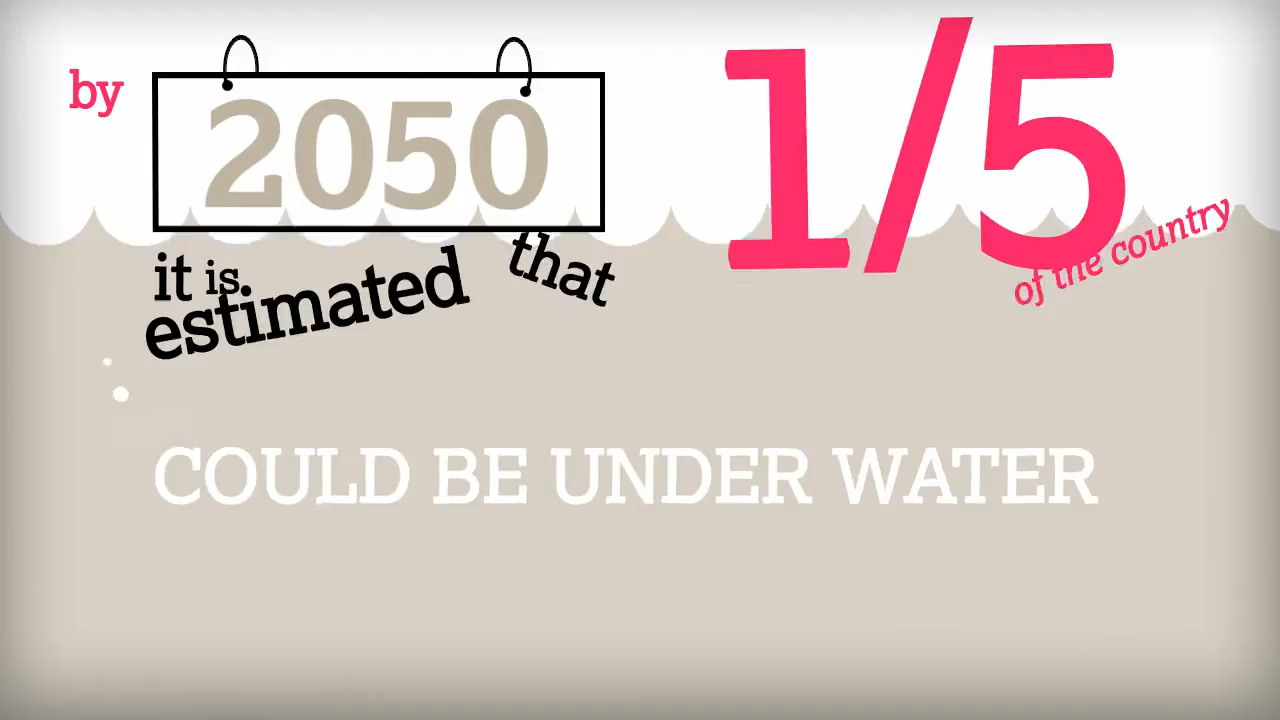 by
2050
it is
estimated
that
1/5
of the country
COULD BE UNDER WATER